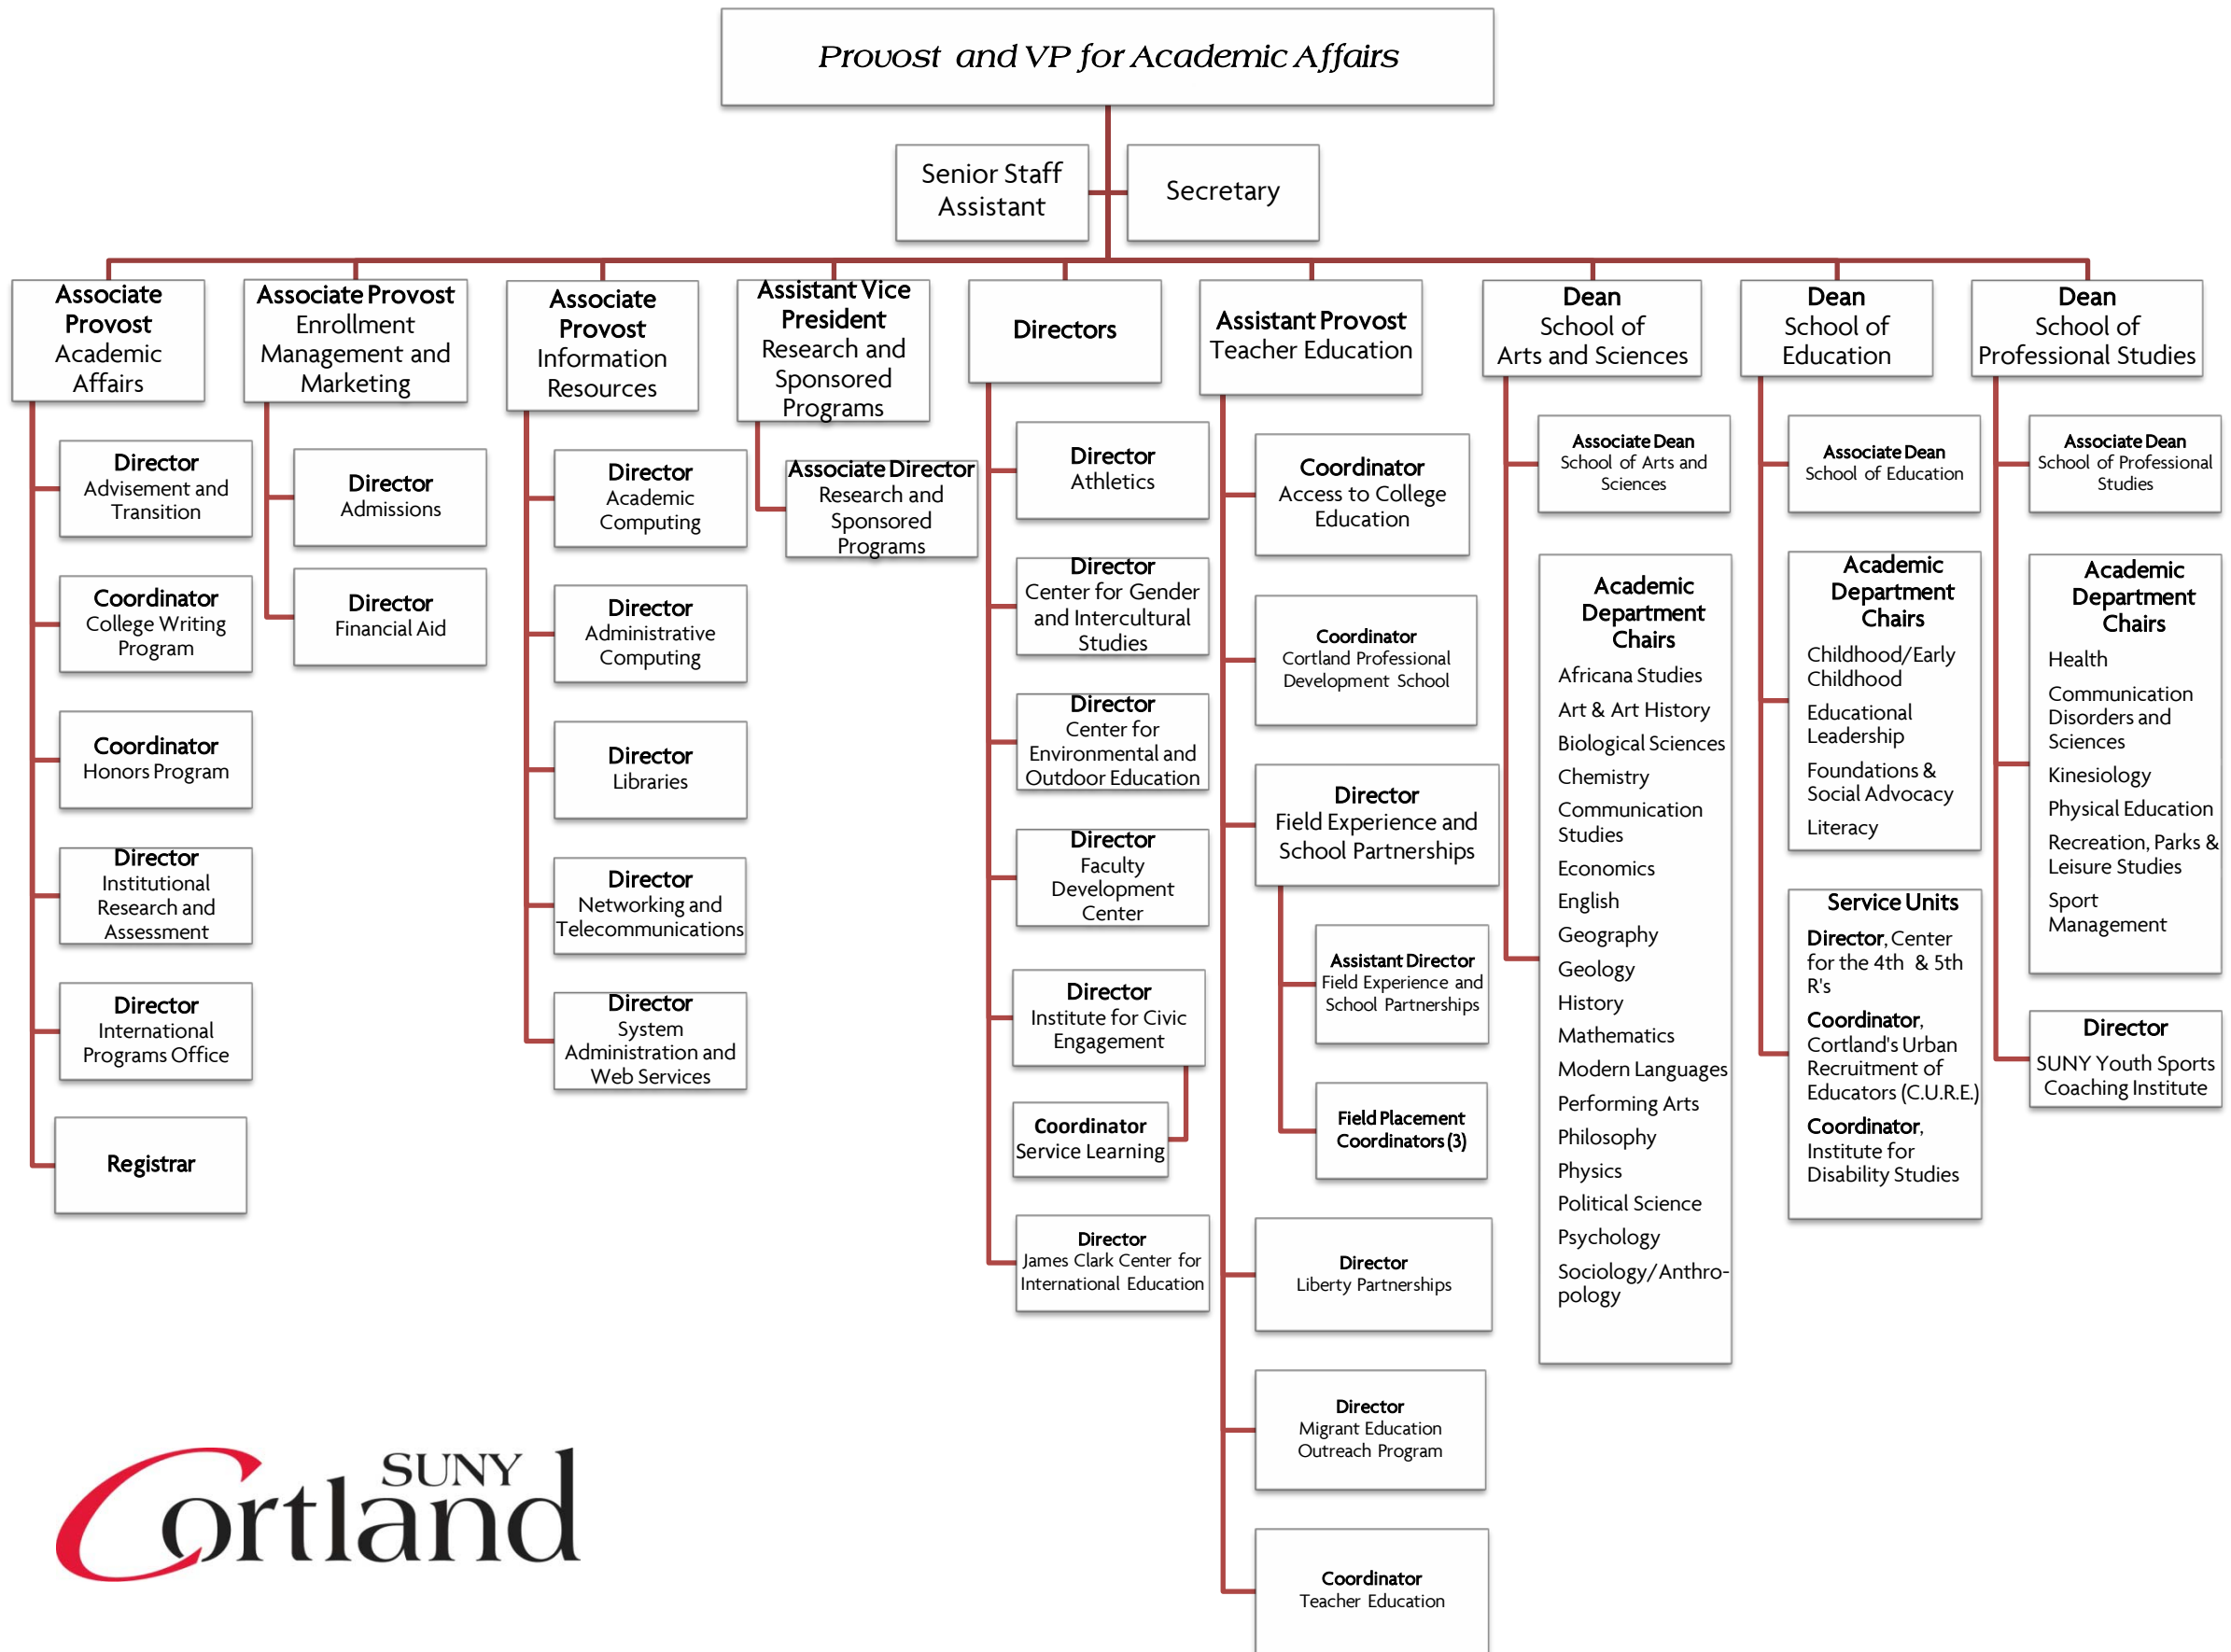 Provost and VP for Academic Affairs
Senior Staff
Assistant
Secretary
Associate
Provost
Academic
Affairs
Director
Advisement and
Transition
Coordinator
College Writing
Program
Coordinator
Honors Program
Director
Institutional
Research and
Assessment
Director
International
Programs Office
Registrar
Associate Provost
Enrollment
Management and
Marketing
Director
Admissions
Director
Financial Aid
Associate
Provost
Information
Resources
Director
Academic
Computing
Director
Administrative
Computing
Director
Libraries
Director
Networking and
Telecommunications
Director
System
Administration and
Web Services
Assistant Vice
President
Research and
Sponsored
Programs
Associate Director
Research and
Sponsored
Programs
Directors
Director
Athletics
Director
Center for Gender
and Intercultural
Studies
Director
Center for
Environmental and
Outdoor Education
Director
Faculty
Development
Center
Director
Institute for Civic
Engagement
Coordinator
Service Learning
Director
James Clark Center for
International Education
Assistant Provost
Teacher Education
Coordinator
Access to College
Education
Coordinator
Cortland Professional
Development School
Director
Field Experience and
School Partnerships
Assistant Director
Field Experience and
School Partnerships
Field Placement
Coordinators (3)
Director
Liberty Partnerships
Director
Migrant Education
Outreach Program
Coordinator
Teacher Education
Dean
School of
Arts and Sciences
Associate Dean
School of Arts and
Sciences
Academic
Department
Chairs
Africana Studies
Art & Art History
Biological Sciences
Chemistry
Communication
Studies
Economics
English
Geography
Geology
History
Mathematics
Modern Languages
Performing Arts
Philosophy
Physics
Political Science
Psychology
Sociology/Anthro-
pology
Dean
School of
Education
Associate Dean
School of Education
Academic
Department
Chairs
Childhood/Early
Childhood
Educational
Leadership
Foundations &
Social Advocacy
Literacy
Service Units
Director, Center
for the 4th & 5th
R's
Coordinator,
Cortland's Urban
Recruitment of
Educators (C.U.R.E.)
Coordinator,
Institute for
Disability Studies
Dean
School of
Professional Studies
Associate Dean
School of Professional
Studies
Academic
Department
Chairs
Health
Communication
Disorders and
Sciences
Kinesiology
Physical Education
Recreation, Parks &
Leisure Studies
Sport
Management
Director
SUNY Youth Sports
Coaching Institute
SUNY
Cortland